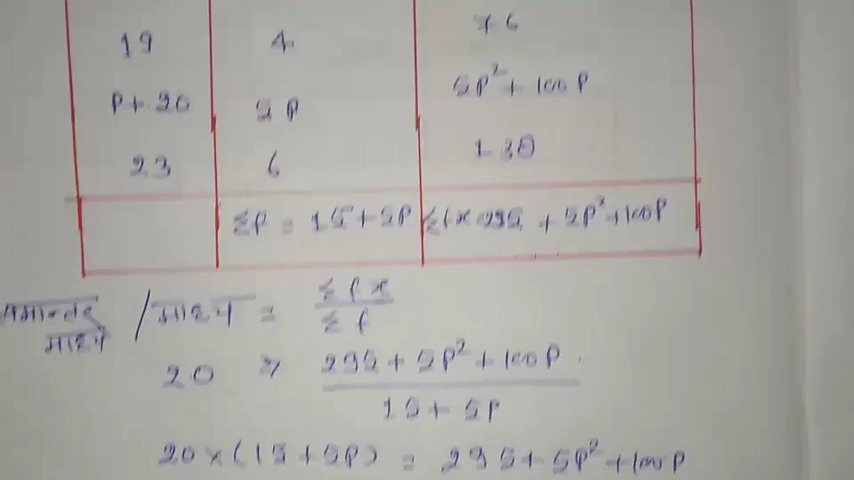 19 4 76
P+20 5P 5P²+100P
23 6 130
Σf = 15+5P Σfx 295 + 5P²+100P
समान्तर / माध्य = Σfx
माध्य Σf
20 = 295+5P²+100P
15+5P
20×(15+5P) = 295+5P²+100P